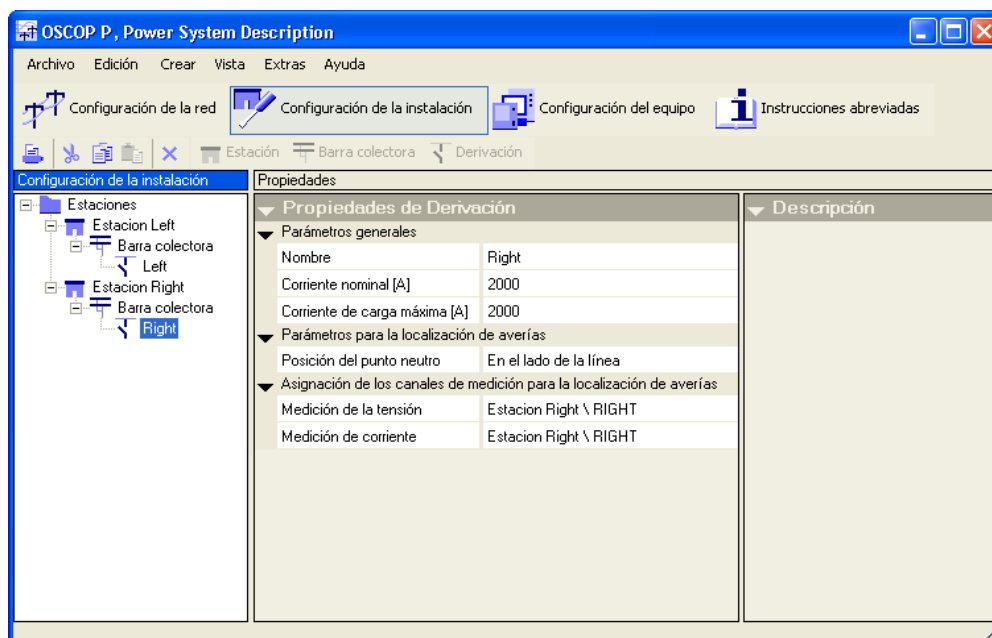 OSCOP P, Power System Description
Archivo Edición Crear Vista Extras Ayuda
Configuración de la red Configuración de la instalación Configuración del equipo Instrucciones abreviadas
Estación Barra colectora Derivación
Configuración de la instalación
Estaciones
Estacion Left
Barra colectora
Left
Estacion Right
Barra colectora
Right
Propiedades
Propiedades de Derivación
Parámetros generales
Nombre Right
Corriente nominal [A] 2000
Corriente de carga máxima [A] 2000
Parámetros para la localización de averías
Posición del punto neutro En el lado de la línea
Asignación de los canales de medición para la localización de averías
Medición de la tensión Estacion Right \ RIGHT
Medición de corriente Estacion Right \ RIGHT
Descripción